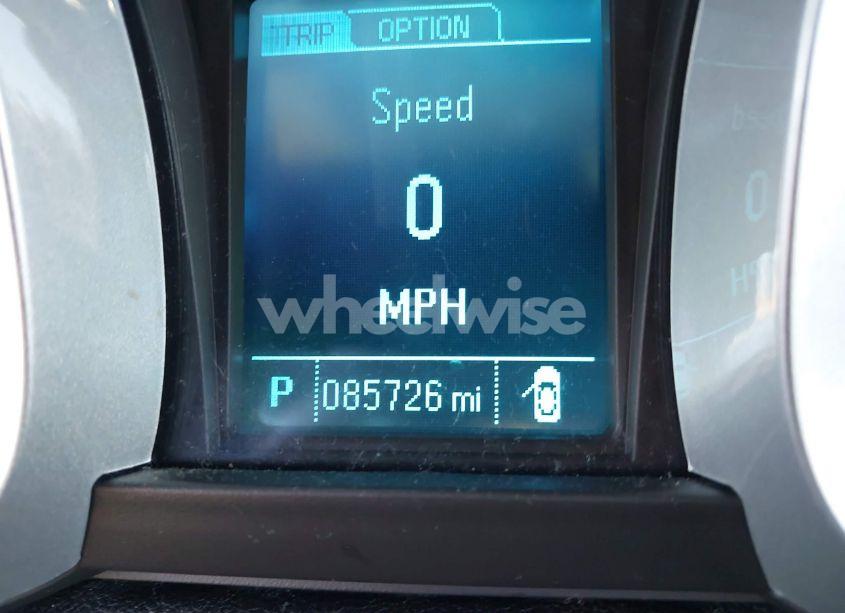 TRIP OPTION
Speed
0
MPH
wheelwise
P 085726 mi